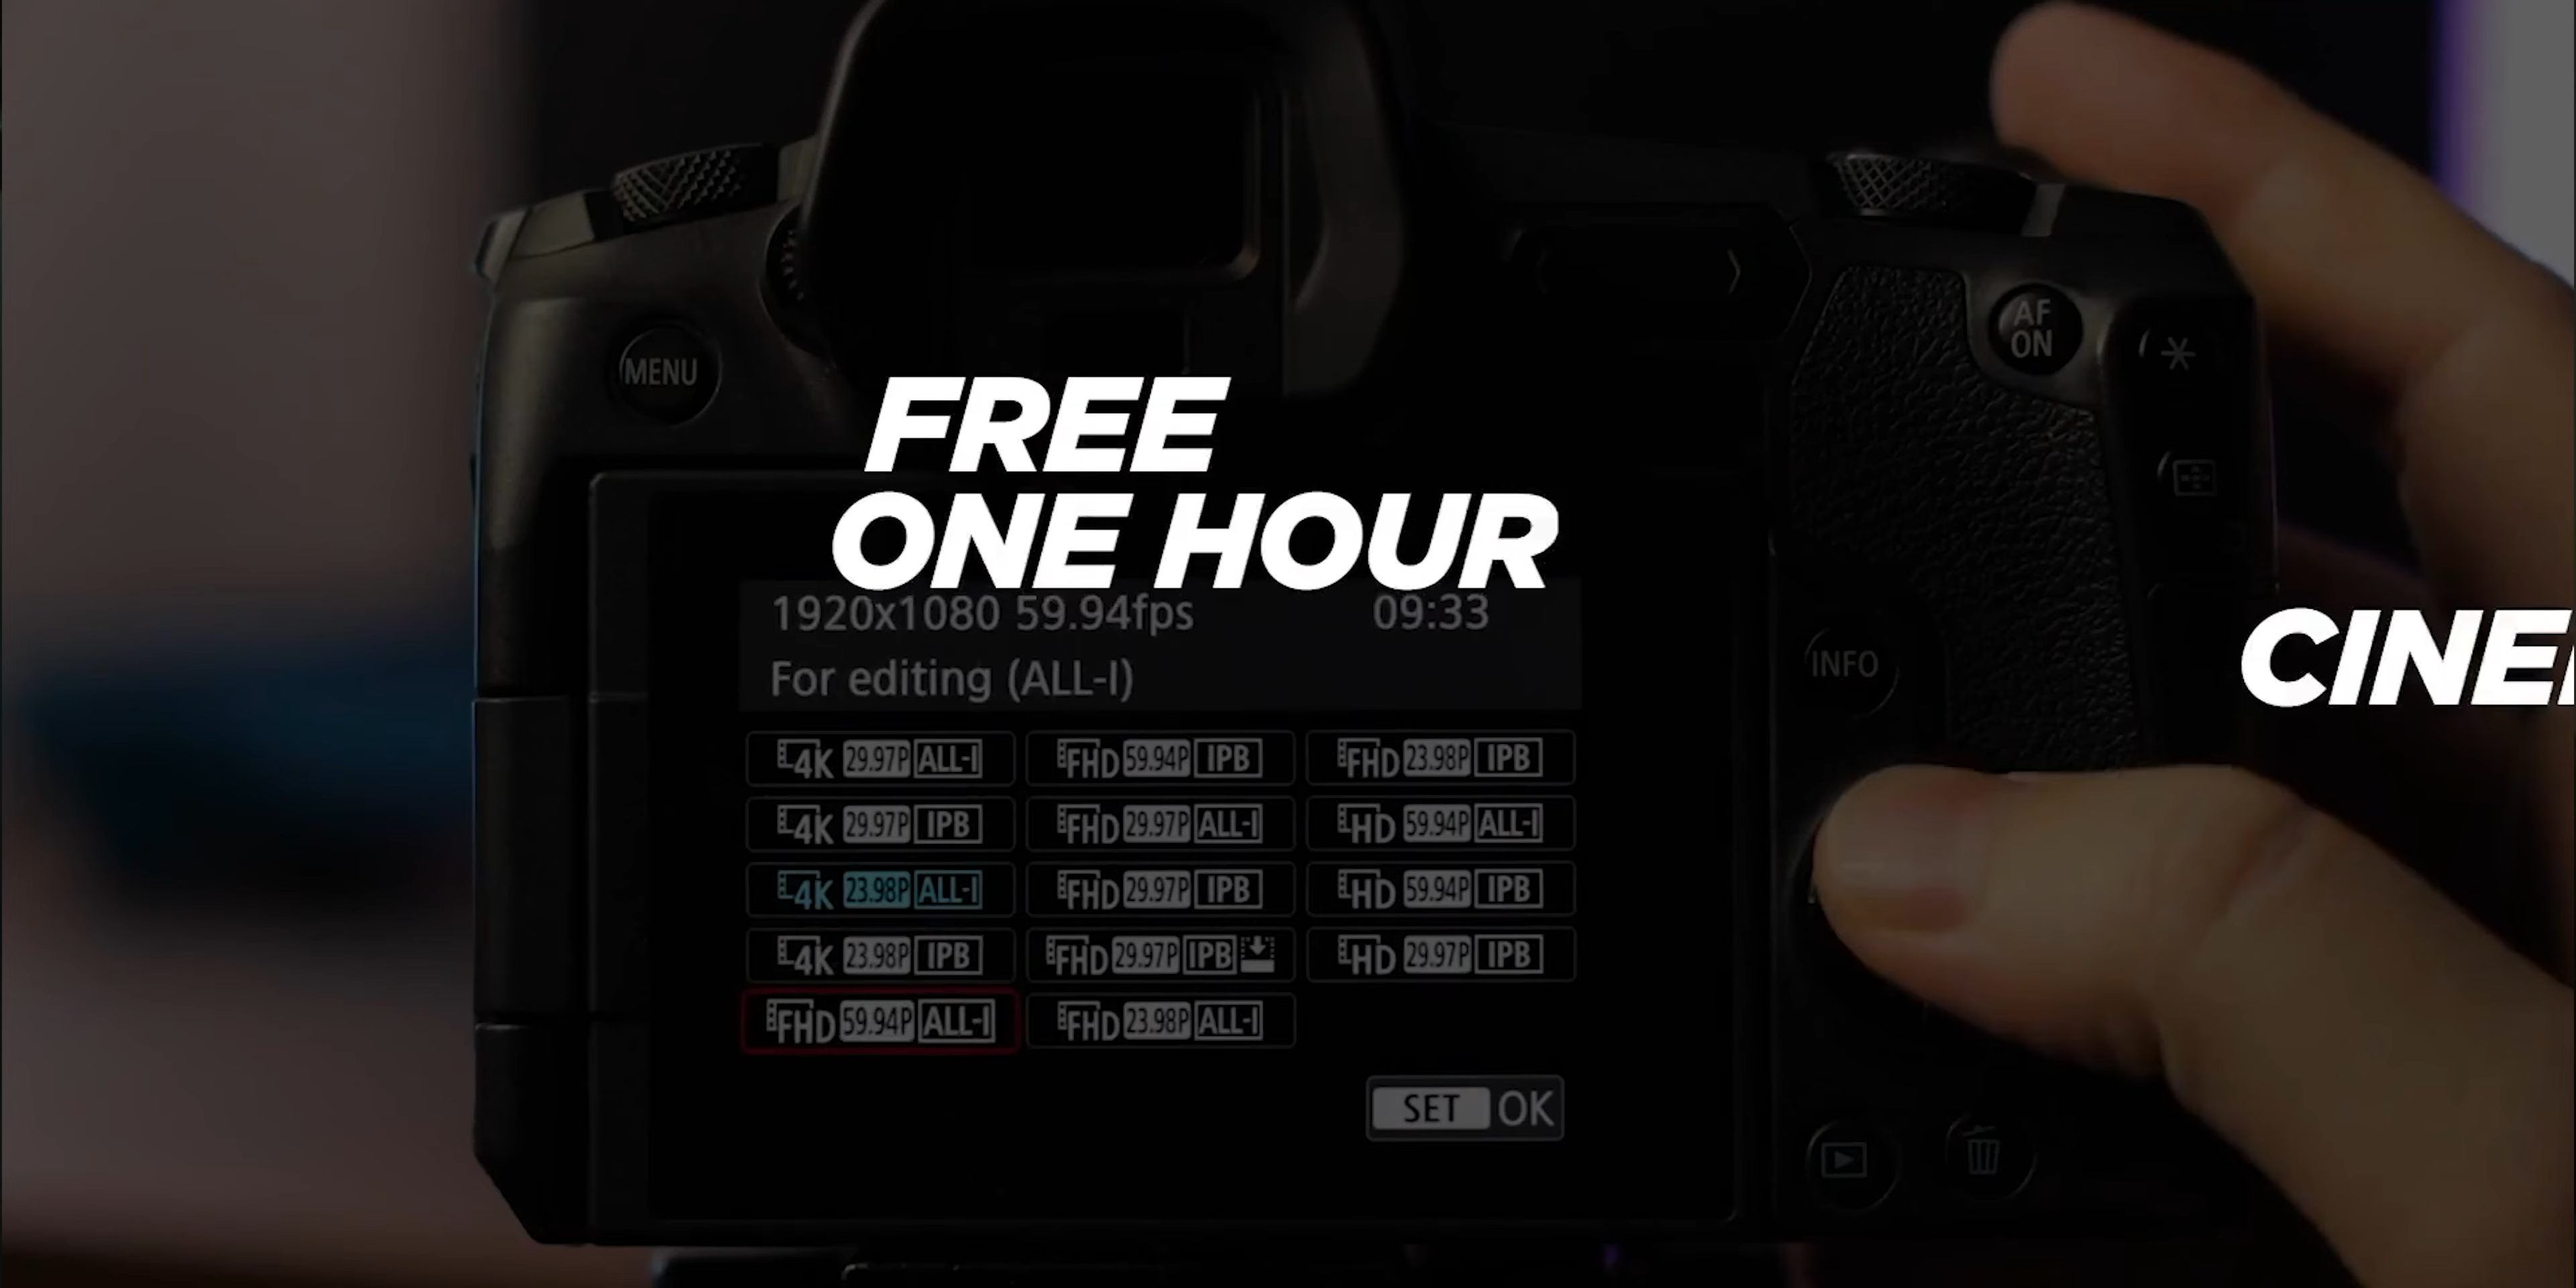 MENU
AF
ON
FREE
ONE HOUR
1920x1080 59.94fps 09:33
For editing (ALL-I)
INFO
4K 29.97P ALL-I FHD 59.94P IPB FHD 23.98P IPB
4K 29.97P IPB FHD 29.97P ALL-I HD 59.94P ALL-I
4K 23.98P ALL-I FHD 29.97P IPB HD 59.94P IPB
4K 23.98P IPB FHD 29.97P IPB HD 29.97P IPB
FHD 59.94P ALL-I FHD 23.98P ALL-I
SET OK